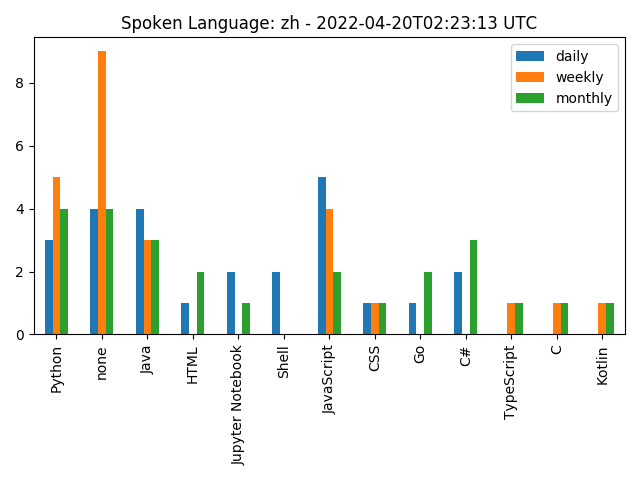 Spoken Language: zh - 2022-04-20T02:23:13 UTC
daily
weekly
monthly
8
6
4
2
0
Python
none
Java
HTML
Jupyter Notebook
Shell
JavaScript
CSS
Go
C#
TypeScript
C
Kotlin